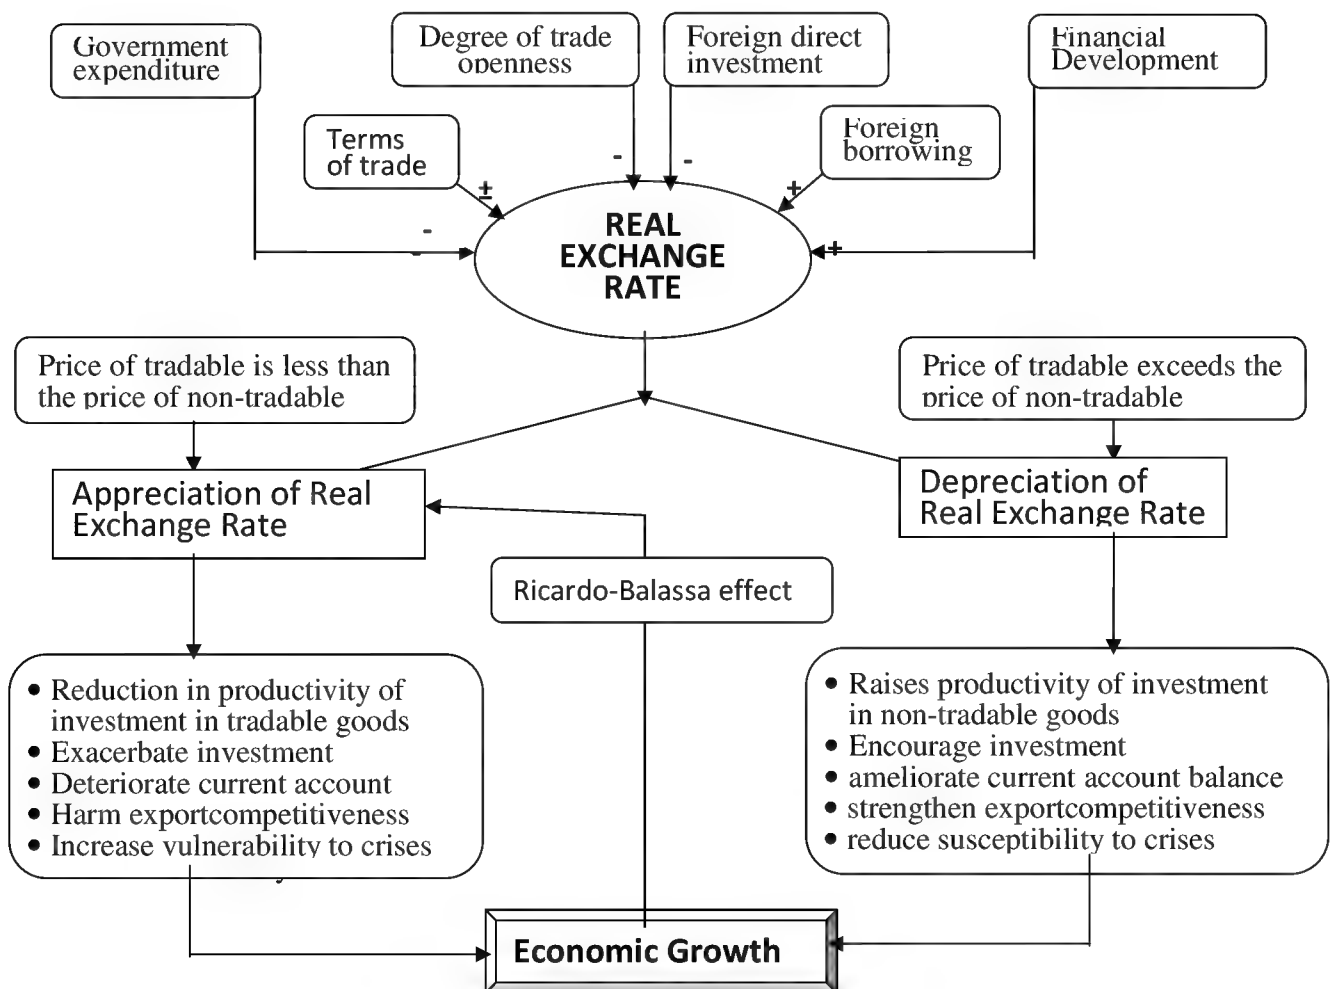 Government
expenditure
Degree of trade
openness
Foreign direct
investment
Financial
Development
Terms
of trade
Foreign
borrowing
-
-
±
+
-
-
+
REAL
EXCHANGE
RATE
Price of tradable is less than
the price of non-tradable
Price of tradable exceeds the
price of non-tradable
Appreciation of Real
Exchange Rate
Depreciation of
Real Exchange Rate
Ricardo-Balassa effect
• Reduction in productivity of
investment in tradable goods
• Exacerbate investment
• Deteriorate current account
• Harm exportcompetitiveness
• Increase vulnerability to crises
• Raises productivity of investment
in non-tradable goods
• Encourage investment
• ameliorate current account balance
• strengthen exportcompetitiveness
• reduce susceptibility to crises
Economic Growth